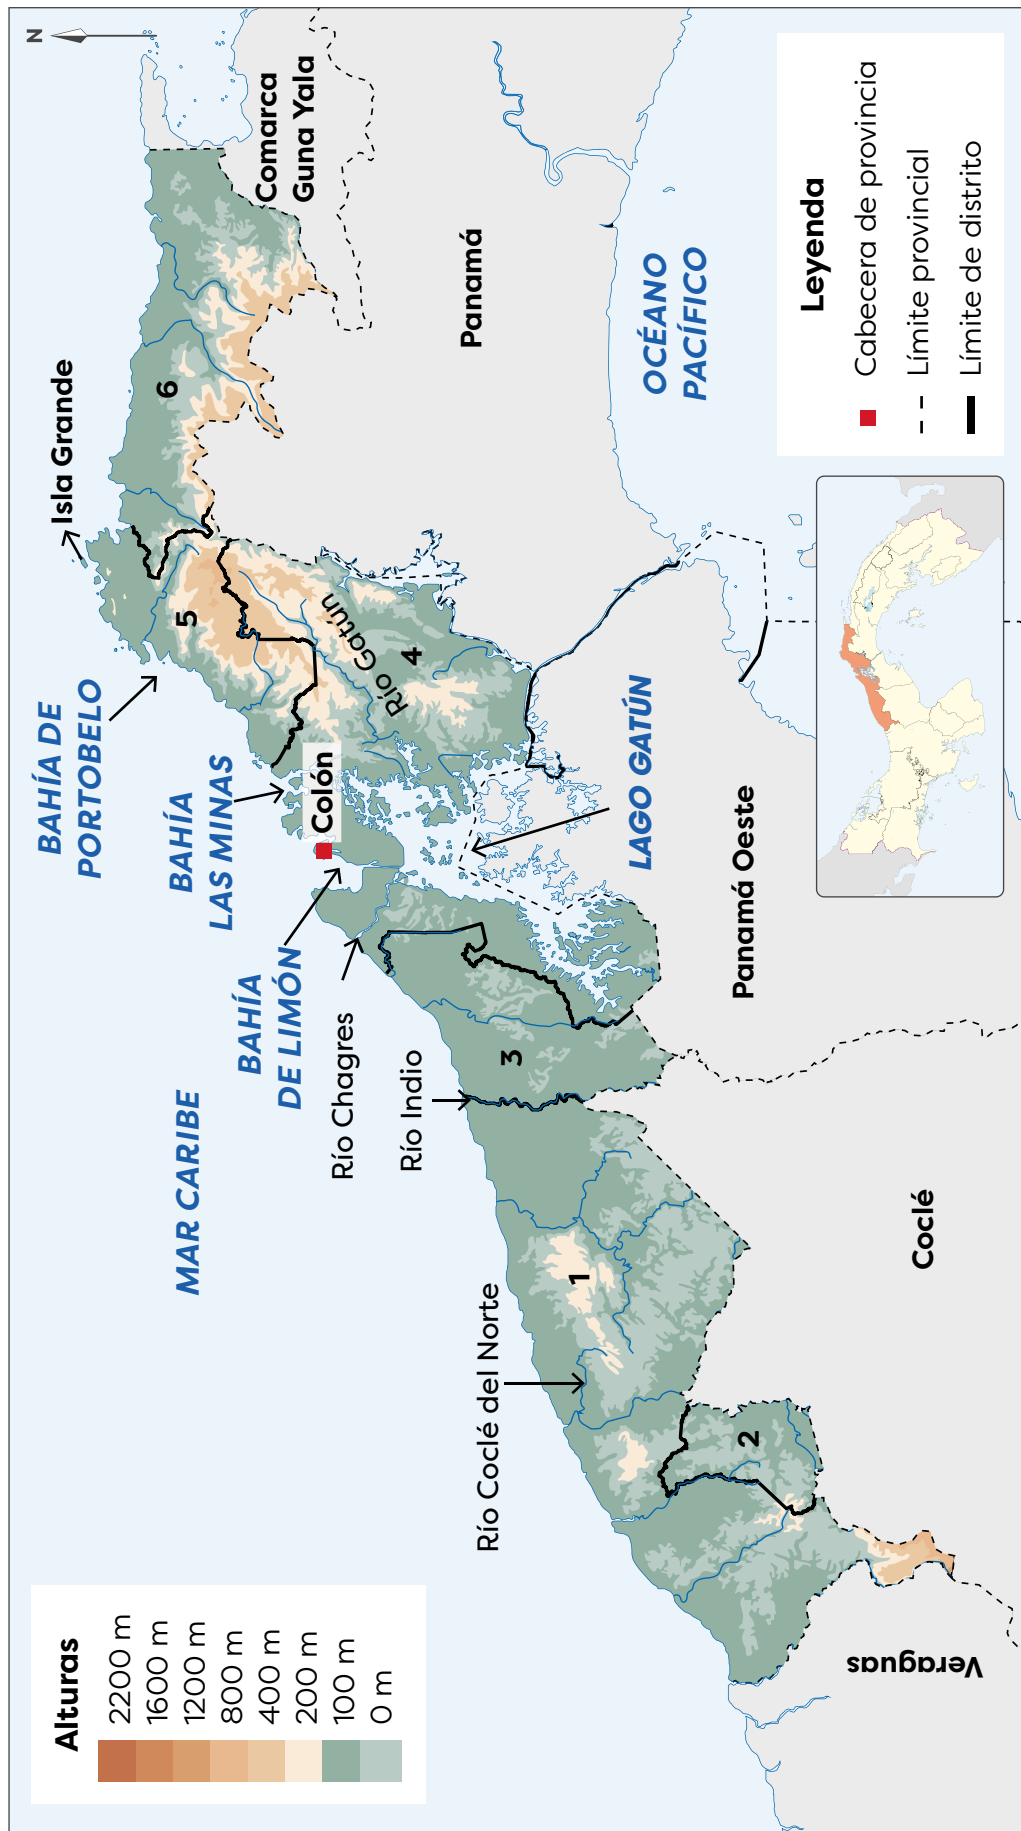 N
Alturas
2200 m
1600 m
1200 m
800 m
400 m
200 m
100 m
0 m
MAR CARIBE
BAHÍA DE
PORTOBELO
BAHÍA
LAS MINAS
BAHÍA
DE LIMÓN
Isla Grande
Comarca
Guna Yala
Río Chagres
Río Indio
Río Coclé del Norte
Colón
Río Gatún
1
2
3
4
5
6
LAGO GATÚN
Panamá
OCÉANO
PACÍFICO
Panamá Oeste
Coclé
Veraguas
Leyenda
Cabecera de provincia
Límite provincial
Límite de distrito